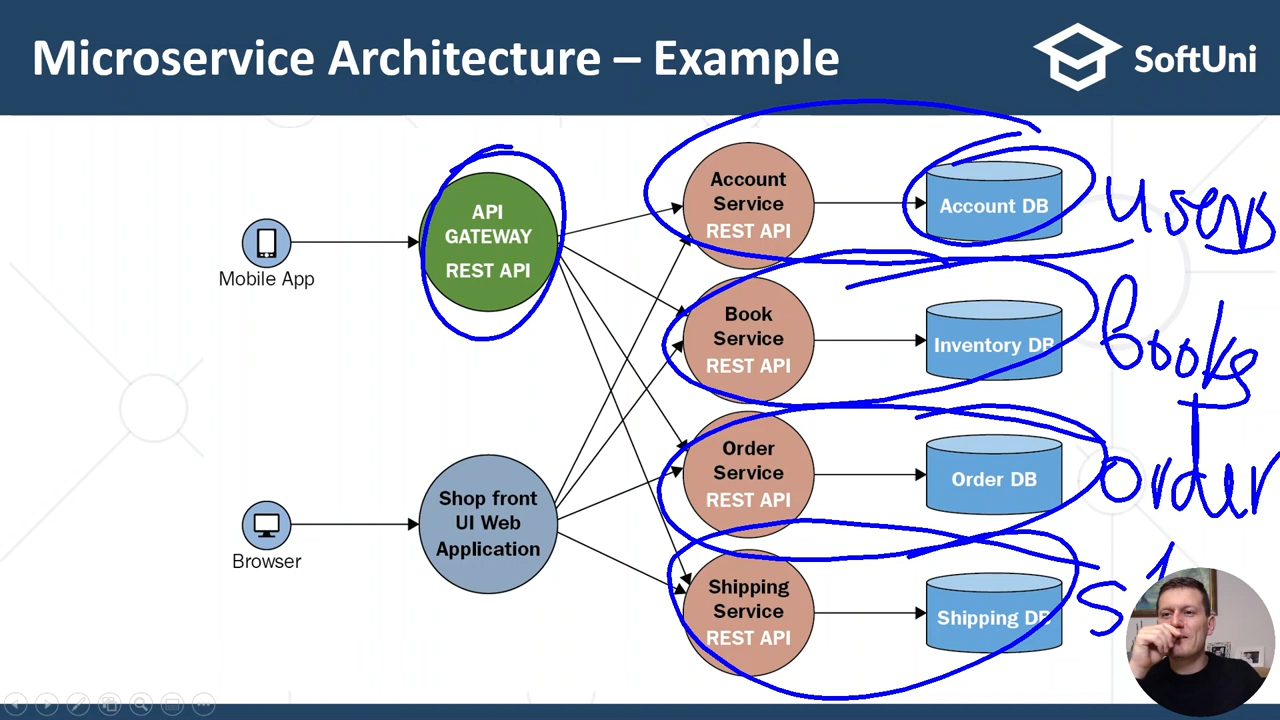 Microservice Architecture – Example
SoftUni
Mobile App
API
GATEWAY
REST API
Browser
Shop front
UI Web
Application
Account
Service
REST API
Account DB
users
Book
Service
REST API
Inventory DB
Books
Order
Service
REST API
Order DB
order
Shipping
Service
REST API
Shipping DB